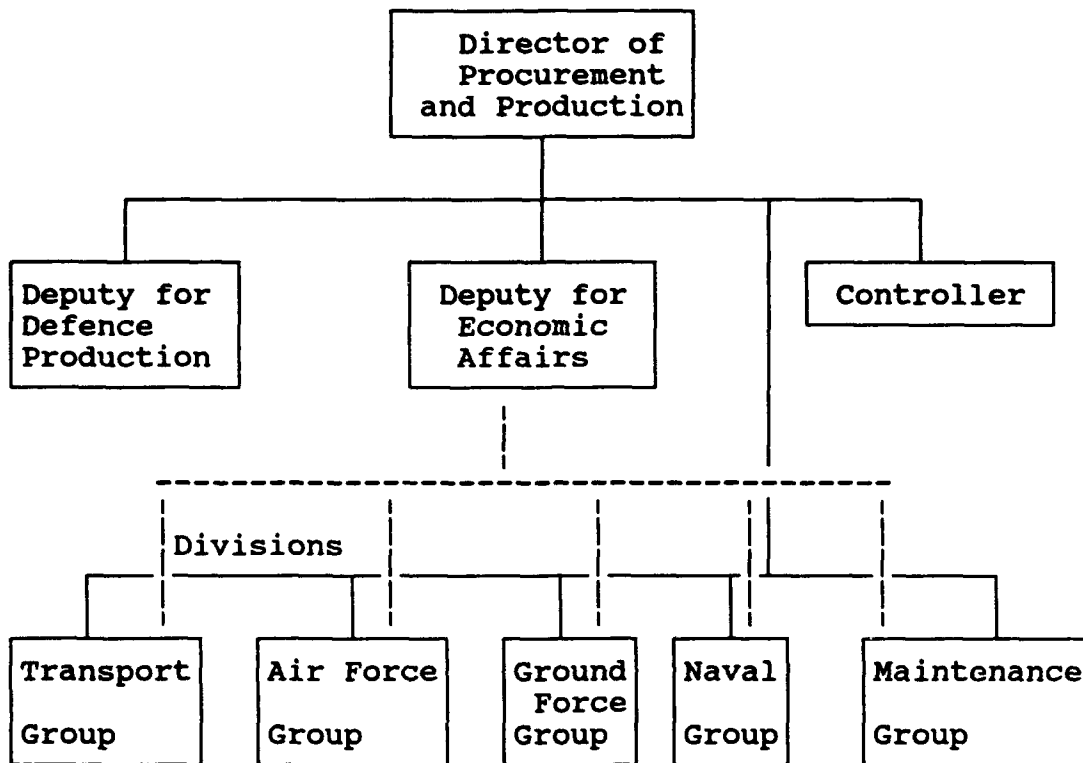 Director of
Procurement
and Production
Deputy for
Defence
Production
Deputy for
Economic
Affairs
Controller
Divisions
Transport
Group
Air Force
Group
Ground
Force
Group
Naval
Group
Maintenance
Group